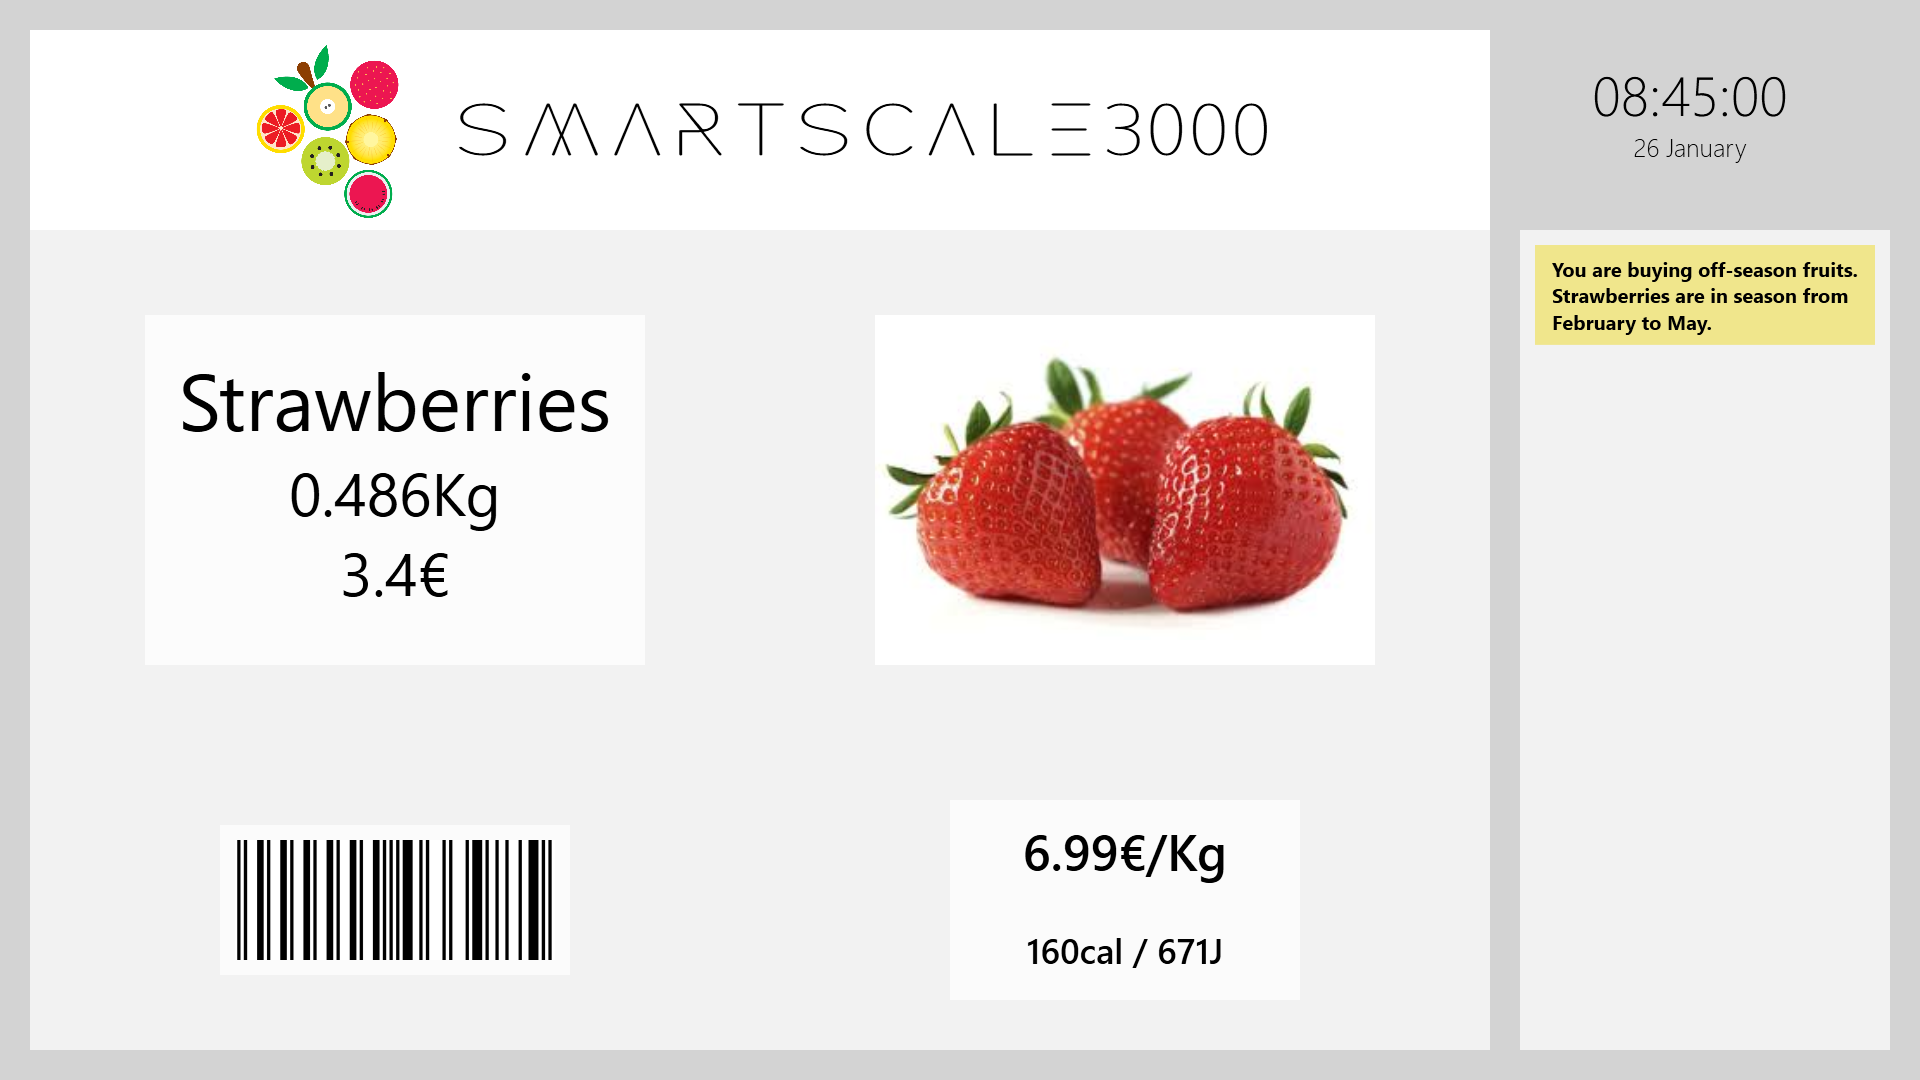 SMARTSCALE3000
08:45:00
26 January
You are buying off-season fruits.
Strawberries are in season from
February to May.
Strawberries
0.486Kg
3.4€
6.99€/Kg
160cal / 671J